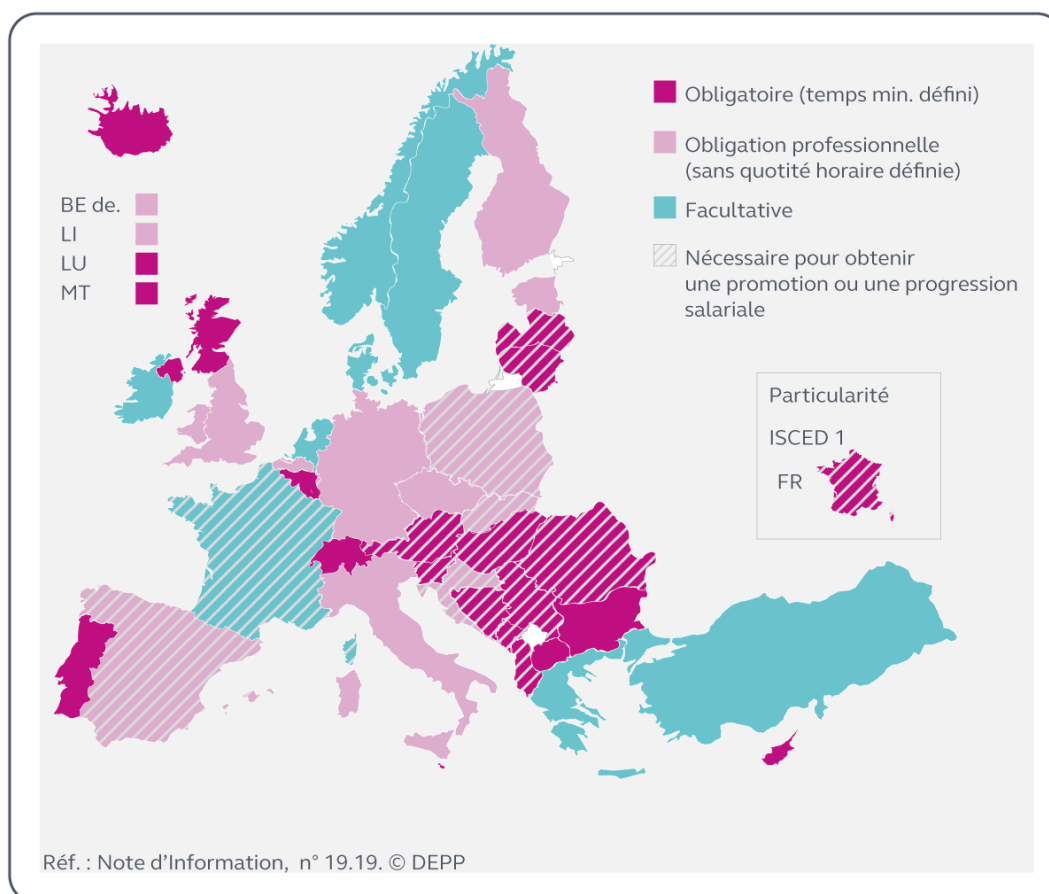 Obligatoire (temps min. défini)
Obligation professionnelle
(sans quotité horaire définie)
Facultative
Nécessaire pour obtenir
une promotion ou une progression
salariale
BE de.
LI
LU
MT
Particularité
ISCED 1
FR
Réf. : Note d'Information, n° 19.19. © DEPP